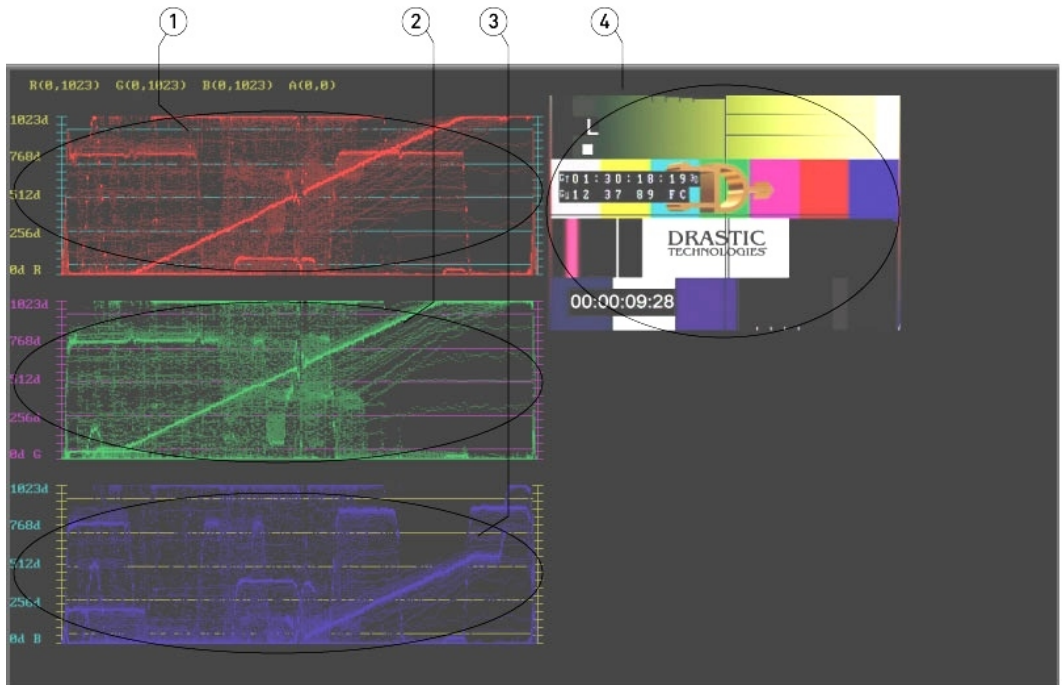 1 2 3 4
R(0,1023) G(0,1023) B(0,1023) A(0,0)
1023d
768d
512d
256d
0d R
1023d
768d
512d
256d
0d G
1023d
768d
512d
256d
0d B
L
01:30:18:19
12 37 89 FC
DRASTIC
TECHNOLOGIES
00:00:09:28